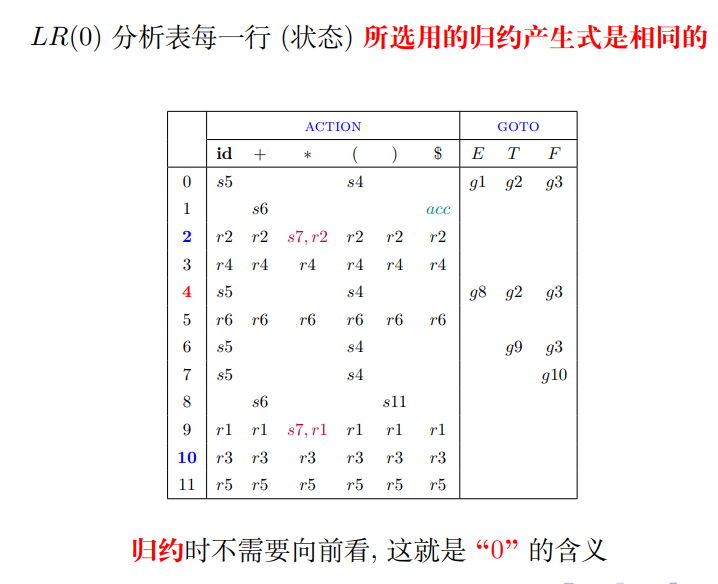 LR(0) 分析表每一行 (状态) 所选用的归约产生式是相同的
ACTION GOTO
id + * ( ) $ E T F
0 s5 s4 g1 g2 g3
1 s6 acc
2 r2 r2 s7, r2 r2 r2 r2
3 r4 r4 r4 r4 r4 r4
4 s5 s4 g8 g2 g3
5 r6 r6 r6 r6 r6 r6
6 s5 s4 g9 g3
7 s5 s4 g10
8 s6 s11
9 r1 r1 s7, r1 r1 r1 r1
10 r3 r3 r3 r3 r3 r3
11 r5 r5 r5 r5 r5 r5
归约时不需要向前看, 这就是 “0” 的含义